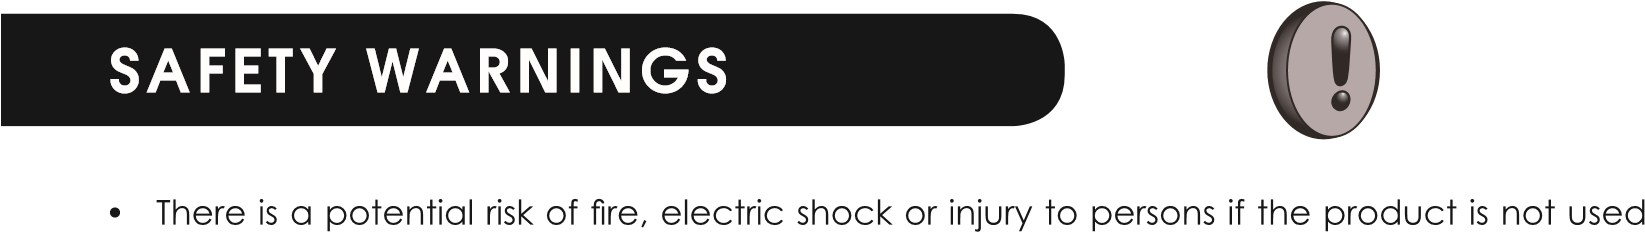 SAFETY WARNINGS
• There is a potential risk of fire, electric shock or injury to persons if the product is not used